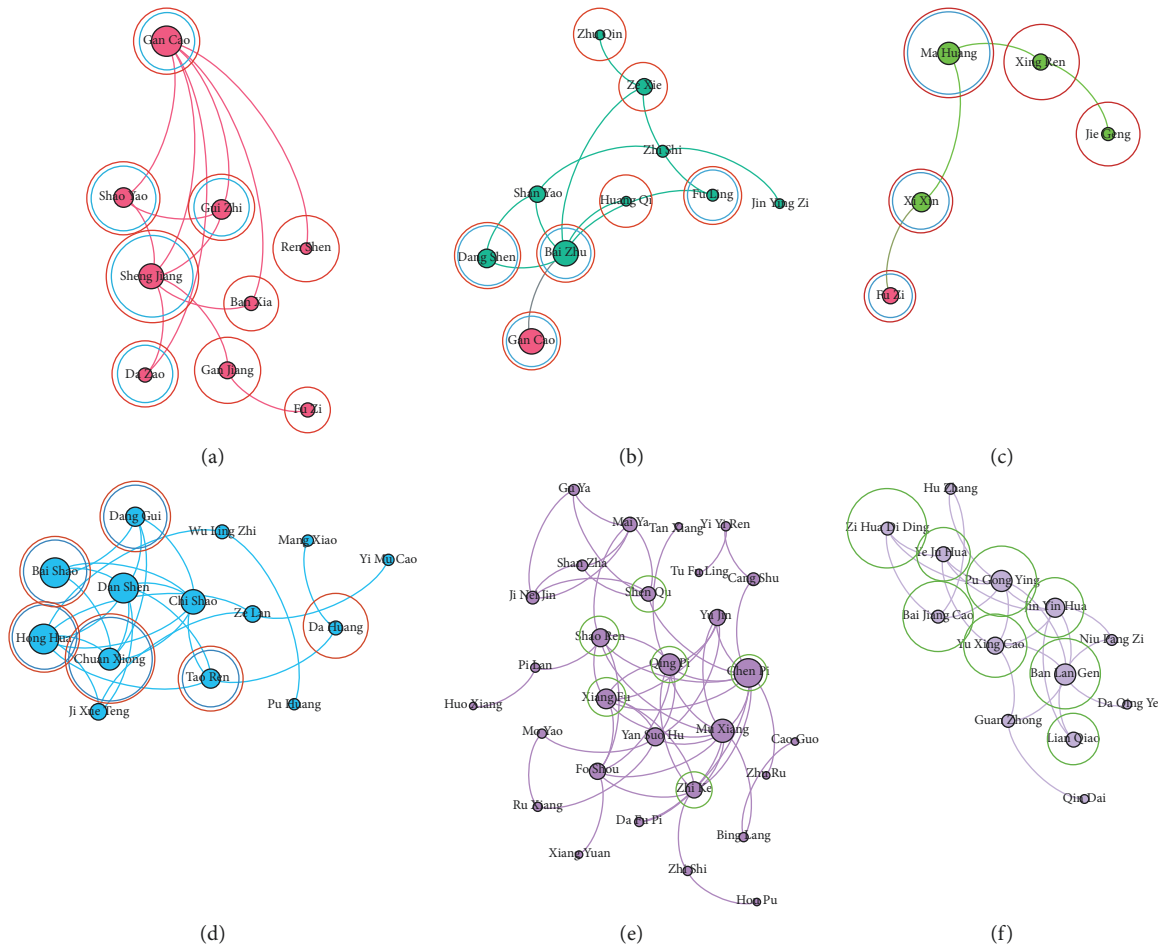 Gan Cao
Shao Yao
Gui Zhi
Ren Shen
Sheng Jiang
Ban Xia
Gan Jiang
Da Zao
Fu Zi
(a)
Zhu Qin
Ze Xie
Zhi Shi
Shan Yao
Huang Qi
Fu Ling
Jin Ying Zi
Dang Shen
Bai Zhu
Gan Cao
(b)
Ma Huang
Xing Ren
Jie Geng
Xi Xin
Fu Zi
(c)
Dang Gui
Wu Ling Zhi
Mang Xiao
Yi Mu Cao
Bai Shao
Dan Shen
Chi Shao
Ze Lan
Da Huang
Hong Hua
Chuan Xiong
Tao Ren
Ji Xue Teng
Pu Huang
(d)
Gu Ya
Mai Ya
Tan Xiang
Yi Yi Ren
Shan Zha
Tu Fu Ling
Cang Shu
Ji Nei Jin
Shen Qu
Yu Jin
Shao Ren
Qing Pi
Chen Pi
Pi Lan
Xiang Fu
Huo Xiang
Mo Yao
Yan Suo Hu
Mu Xiang
Cao Guo
Fo Shou
Zhu Ru
Zhi Ke
Ru Xiang
Da Fu Pi
Bing Lang
Xiang Yuan
Zhi Shi
Hou Pu
(e)
Hu Zhang
Zi Hua Di Ding
Ye Ju Hua
Pu Gong Ying
Bai Jiang Cao
Jin Yin Hua
Yu Xing Cao
Niu Pang Zi
Ban Lan Gen
Da Qing Ye
Guan Zhong
Lian Qiao
Qin Dai
(f)